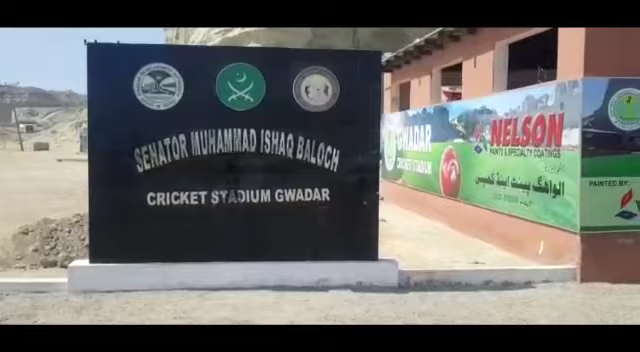 SENATOR MUHAMMAD ISHAQ BALOCH
CRICKET STADIUM GWADAR
GWADAR
CRICKET STADIUM
NELSON
PAINTS & SPECIALTY COATINGS
PAINTED BY: